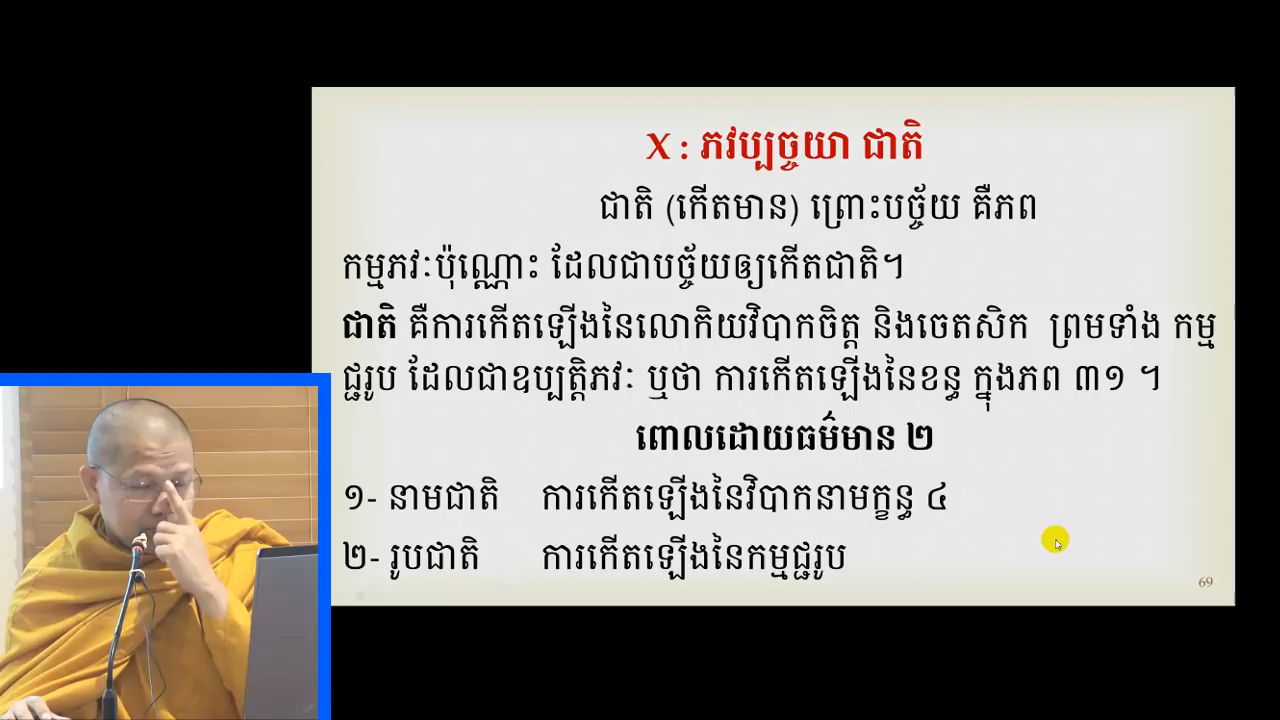 X : ភវប្បច្ចយា ជាតិ
ជាតិ (កើតមាន) ព្រោះបច្ច័យ គឺភព
កម្មភវៈប៉ុណ្ណោះ ដែលជាបច្ច័យឲ្យកើតជាតិ។
ជាតិ គឺការកើតឡើងនៃលោកិយវិបាកចិត្ត និងចេតសិក ព្រមទាំង កម្ម
ជ្ជរូប ដែលជាឧប្បត្តិភវៈ ឬថា ការកើតឡើងនៃខន្ធ ក្នុងភព ៣១ ។
ពោលដោយធម៌មាន ២
១- នាមជាតិ ការកើតឡើងនៃវិបាកនាមក្ខន្ធ ៤
២- រូបជាតិ ការកើតឡើងនៃកម្មជ្ជរូប
69